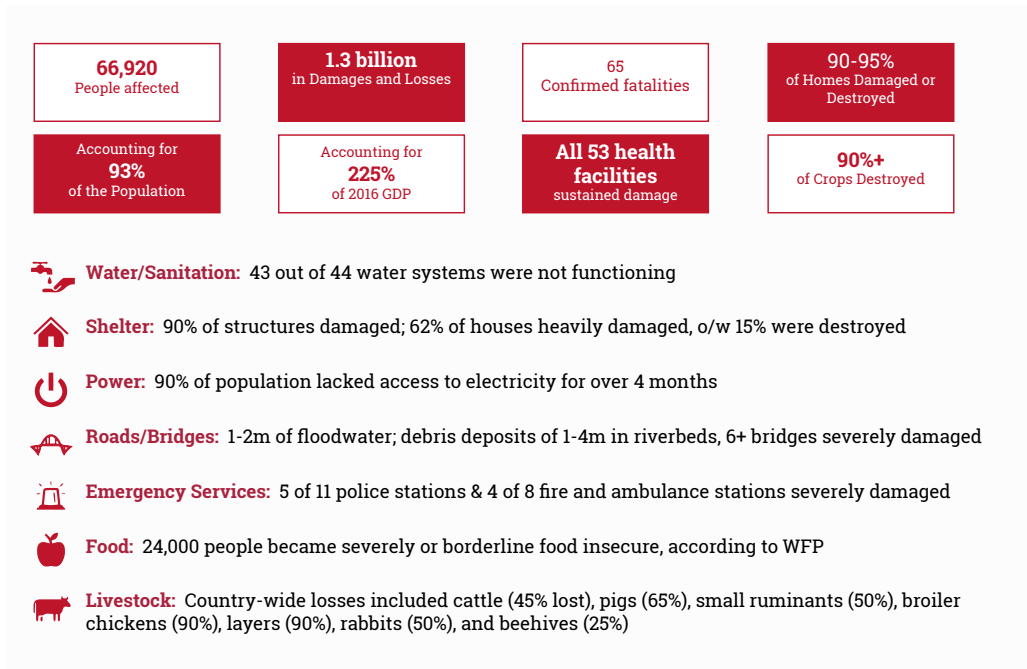 66,920
People affected
1.3 billion
in Damages and Losses
65
Confirmed fatalities
90-95%
of Homes Damaged or
Destroyed
Accounting for
93%
of the Population
Accounting for
225%
of 2016 GDP
All 53 health
facilities
sustained damage
90%+
of Crops Destroyed
Water/Sanitation: 43 out of 44 water systems were not functioning
Shelter: 90% of structures damaged; 62% of houses heavily damaged, o/w 15% were destroyed
Power: 90% of population lacked access to electricity for over 4 months
Roads/Bridges: 1-2m of floodwater; debris deposits of 1-4m in riverbeds, 6+ bridges severely damaged
Emergency Services: 5 of 11 police stations & 4 of 8 fire and ambulance stations severely damaged
Food: 24,000 people became severely or borderline food insecure, according to WFP
Livestock: Country-wide losses included cattle (45% lost), pigs (65%), small ruminants (50%), broiler
chickens (90%), layers (90%), rabbits (50%), and beehives (25%)